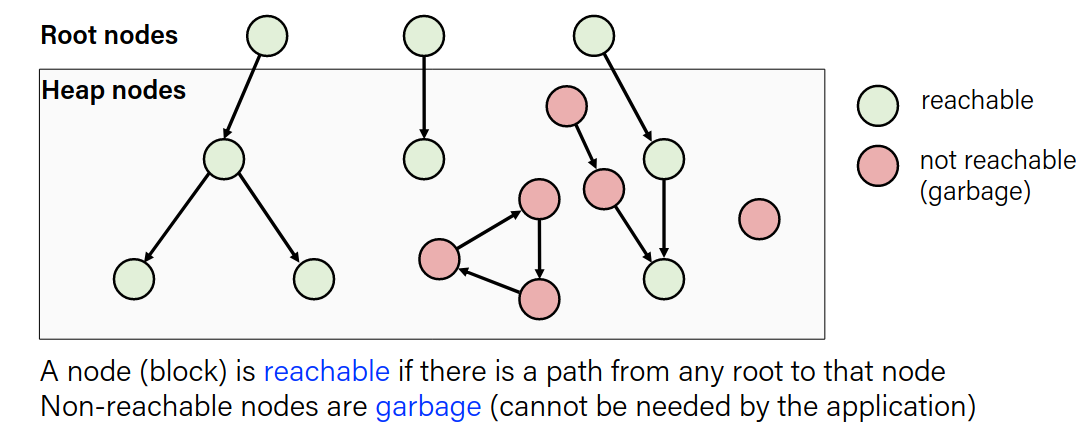 Root nodes
Heap nodes
reachable
not reachable
(garbage)
A node (block) is reachable if there is a path from any root to that node
Non-reachable nodes are garbage (cannot be needed by the application)